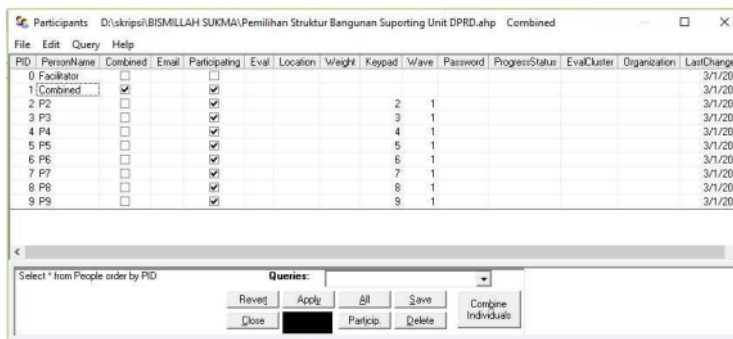 Participants D:\skripsi\BISMILLAH SUKMA\Pemilihan Struktur Bangunan Suporting Unit DPRD.ahp Combined
File Edit Query Help
PID PersonName Combined Email Participating Eval Location Weight Keypad Wave Password ProgressStatus EvalCluster Organization LastChange
0 Facilitator 3/1/20
1 Combined 3/1/20
2 P2 2 1 3/1/20
3 P3 3 1 3/1/20
4 P4 4 1 3/1/20
5 P5 5 1 3/1/20
6 P6 6 1 3/1/20
7 P7 7 1 3/1/20
8 P8 8 1 3/1/20
9 P9 9 1 3/1/20
Select * from People order by PID Queries:
Revert Apply All Save Combine Individuals
Close Particip. Delete